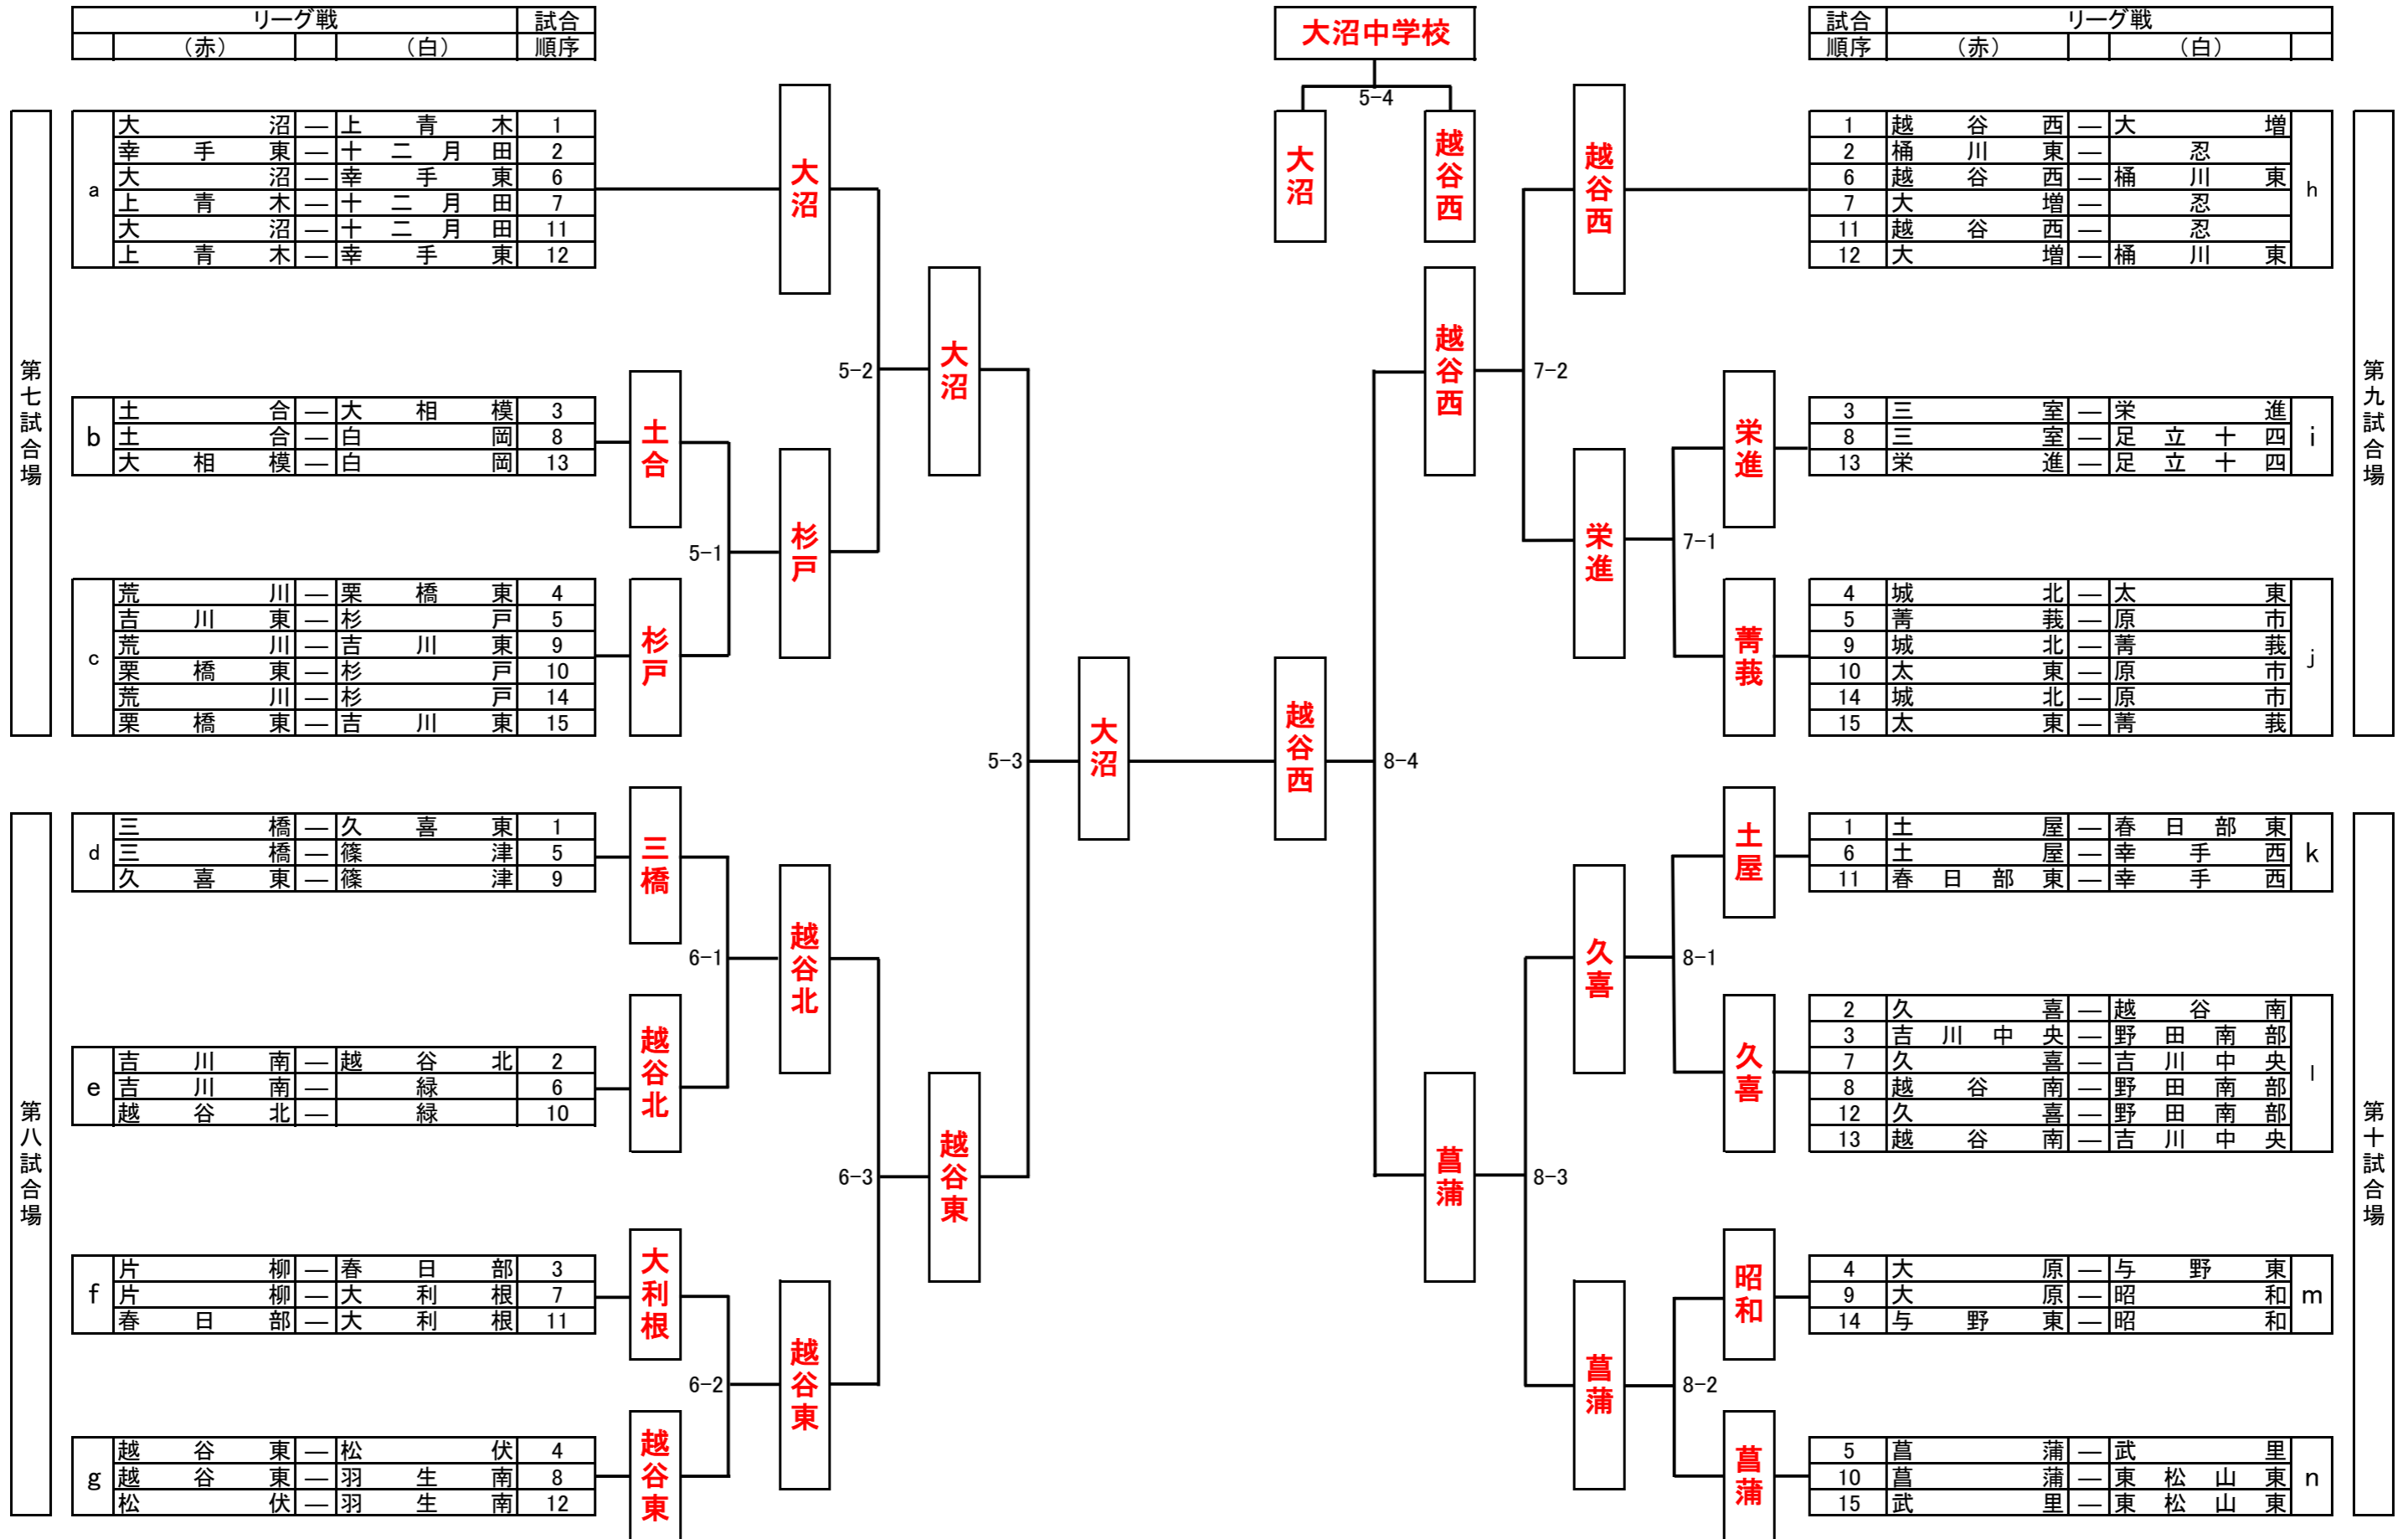 リーグ戦 試合
(赤) (白) 順序
大沼中学校
5-4
大沼
越谷西
試合 リーグ戦
順序 (赤) (白)
第七試合場
a
大沼 — 上青木 1
幸手東 — 十二月田 2
大沼 — 幸手東 6
上青木 — 十二月田 7
大沼 — 十二月田 11
上青木 — 幸手東 12
b
土合 — 大相模 3
土合 — 白岡 8
大相模 — 白岡 13
c
荒川 — 栗橋東 4
吉川東 — 杉戸 5
荒川 — 吉川東 9
栗橋東 — 杉戸 10
荒川 — 杉戸 14
栗橋東 — 吉川東 15
大沼
土合
杉戸
5-1
杉戸
5-2
大沼
第八試合場
d
三橋 — 久喜東 1
三橋 — 篠津 5
久喜東 — 篠津 9
e
吉川南 — 越谷北 2
吉川南 — 緑 6
越谷北 — 緑 10
f
片柳 — 春日部 3
片柳 — 大利根 7
春日部 — 大利根 11
g
越谷東 — 松伏 4
越谷東 — 羽生南 8
松伏 — 羽生南 12
三橋
越谷北
6-1
越谷北
大利根
越谷東
6-2
越谷東
6-3
越谷東
5-3
大沼
越谷西
8-4
越谷西
7-2
越谷西
栄進
7-1
栄進
菁莪
1 越谷西 — 大増
2 桶川東 — 忍
6 越谷西 — 桶川東
7 大増 — 忍
11 越谷西 — 忍
12 大増 — 桶川東
h
3 三室 — 栄進
8 三室 — 足立十四
13 栄進 — 足立十四
i
4 城北 — 太東
5 菁莪 — 原市
9 城北 — 菁莪
10 太東 — 原市
14 城北 — 原市
15 太東 — 菁莪
j
第九試合場
菖蒲
8-3
久喜
8-1
土屋
久喜
菖蒲
8-2
昭和
菖蒲
1 土屋 — 春日部東
6 土屋 — 幸手西
11 春日部東 — 幸手西
k
2 久喜 — 越谷南
3 吉川中央 — 野田南部
7 久喜 — 吉川中央
8 越谷南 — 野田南部
12 久喜 — 野田南部
13 越谷南 — 吉川中央
l
4 大原 — 与野東
9 大原 — 昭和
14 与野東 — 昭和
m
5 菖蒲 — 武里
10 菖蒲 — 東松山東
15 武里 — 東松山東
n
第十試合場